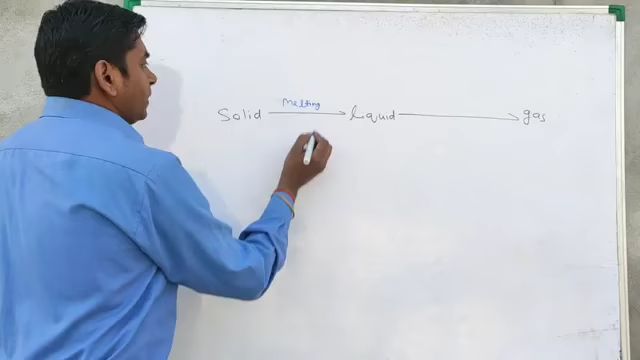 Melting
Solid → Liquid → gas